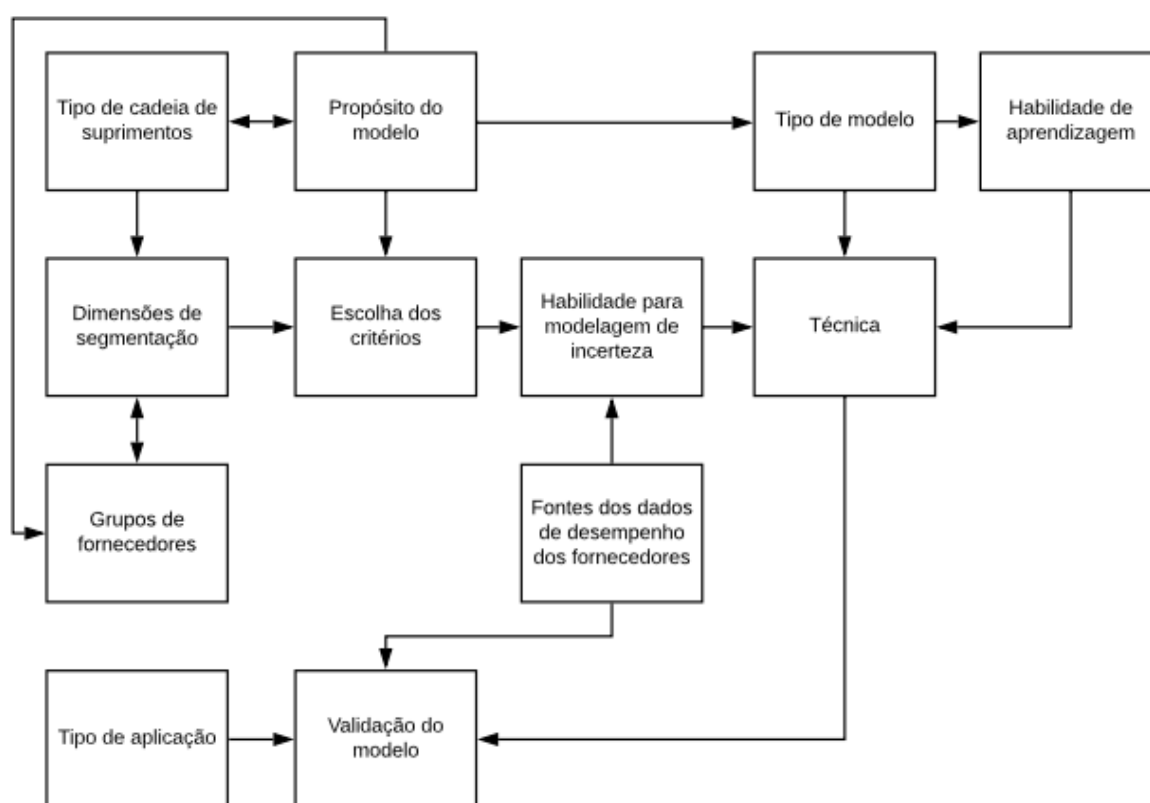 Tipo de cadeia de
suprimentos
Propósito do
modelo
Tipo de modelo
Habilidade de
aprendizagem
Dimensões de
segmentação
Escolha dos
critérios
Habilidade para
modelagem de
incerteza
Técnica
Grupos de
fornecedores
Fontes dos dados
de desempenho
dos fornecedores
Tipo de aplicação
Validação do
modelo